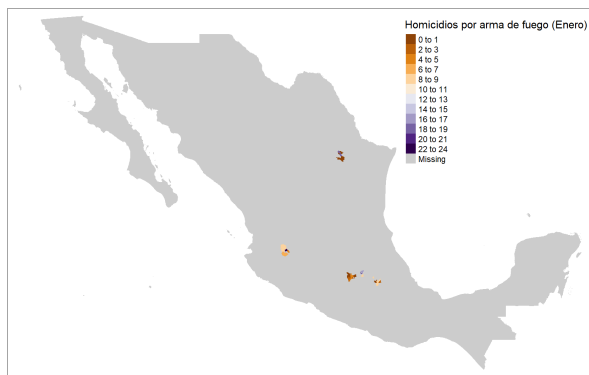 Homicidios por arma de fuego (Enero)
0 to 1
2 to 3
4 to 5
6 to 7
8 to 9
10 to 11
12 to 13
14 to 15
16 to 17
18 to 19
20 to 21
22 to 24
Missing